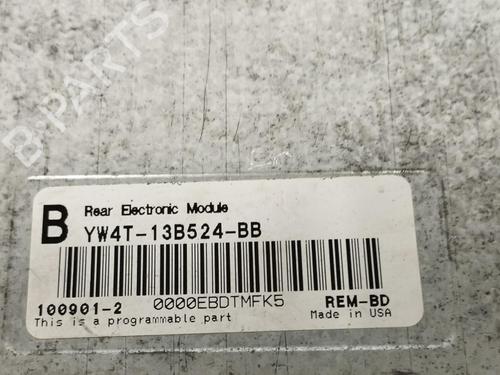 B
Rear Electronic Module
YW4T-13B524-BB
100901-2
0000EBDTMFK5
REM-BD
This is a programmable part
Made in USA
B PARTS